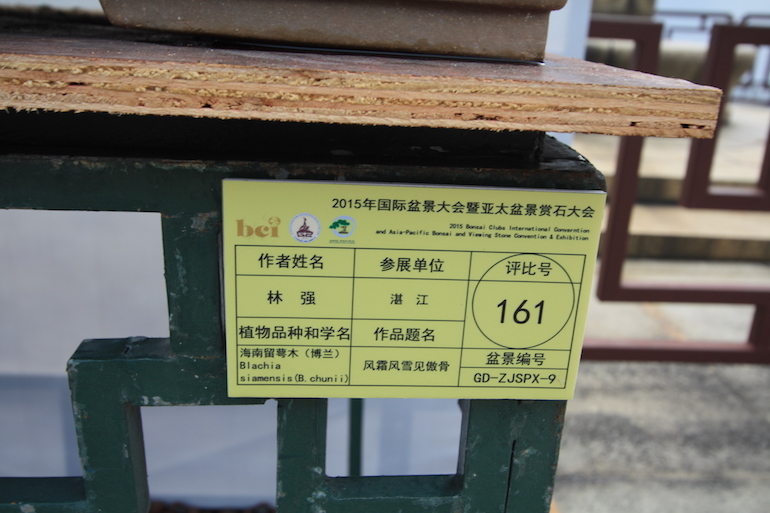 2015年国际盆景大会暨亚太盆景赏石大会
bci
2015 Bonsai Clubs International Convention
and Asia-Pacific Bonsai and Viewing Stone Convention & Exhibition
作者姓名 参展单位 评比号
林 强 湛 江 161
植物品种和学名 作品题名
海南留萼木（博兰）
Blachia
siamensis(B.chunii)
风霜风雪见傲骨
盆景编号
GD-ZJSPX-9